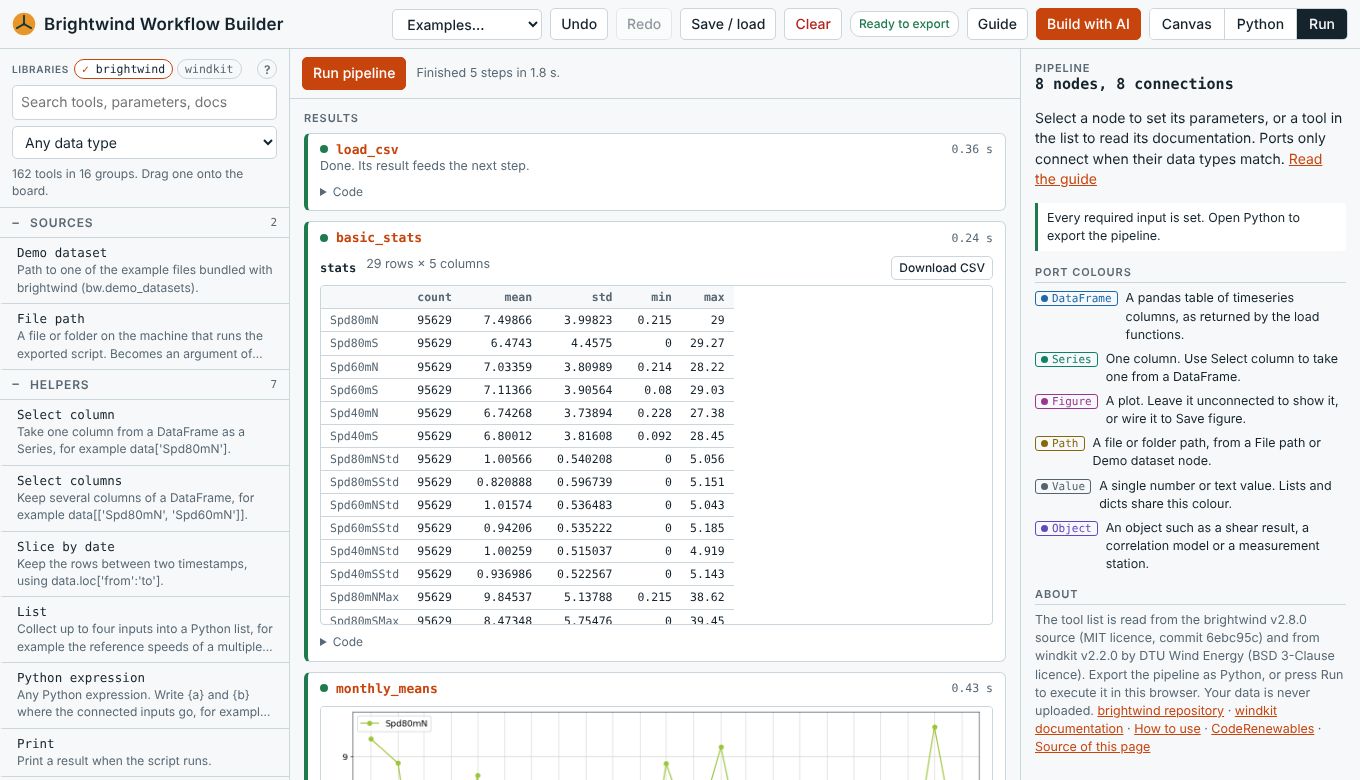 Brightwind Workflow Builder
Examples...
Undo
Redo
Save / load
Clear
Ready to export
Guide
Build with AI
Canvas
Python
Run
LIBRARIES
✓ brightwind
windkit
?
Search tools, parameters, docs
Any data type
162 tools in 16 groups. Drag one onto the
board.
− SOURCES 2
Demo dataset
Path to one of the example files bundled with
brightwind (bw.demo_datasets).
File path
A file or folder on the machine that runs the
exported script. Becomes an argument of...
− HELPERS 7
Select column
Take one column from a DataFrame as a
Series, for example data['Spd80mN'].
Select columns
Keep several columns of a DataFrame, for
example data[['Spd80mN', 'Spd60mN']].
Slice by date
Keep the rows between two timestamps,
using data.loc['from':'to'].
List
Collect up to four inputs into a Python list, for
example the reference speeds of a multiple...
Python expression
Any Python expression. Write {a} and {b}
where the connected inputs go, for exampl...
Print
Print a result when the script runs.
Run pipeline
Finished 5 steps in 1.8 s.
RESULTS
load_csv 0.36 s
Done. Its result feeds the next step.
Code
basic_stats 0.24 s
stats 29 rows × 5 columns
Download CSV
count mean std min max
Spd80mN 95629 7.49866 3.99823 0.215 29
Spd80mS 95629 6.4743 4.4575 0 29.27
Spd60mN 95629 7.03359 3.80989 0.214 28.22
Spd60mS 95629 7.11366 3.90564 0.08 29.03
Spd40mN 95629 6.74268 3.73894 0.228 27.38
Spd40mS 95629 6.80012 3.81608 0.092 28.45
Spd80mNStd 95629 1.00566 0.540208 0 5.056
Spd80mSStd 95629 0.820888 0.596739 0 5.151
Spd60mNStd 95629 1.01574 0.536483 0 5.043
Spd60mSStd 95629 0.94206 0.535222 0 5.185
Spd40mNStd 95629 1.00259 0.515037 0 4.919
Spd40mSStd 95629 0.936986 0.522567 0 5.143
Spd80mNMax 95629 9.84537 5.13788 0.215 38.62
Spd80mSMax 95629 8.47348 5.75476 0 39.45
Code
monthly_means 0.43 s
Spd80mN
9
PIPELINE
8 nodes, 8 connections
Select a node to set its parameters, or a tool in
the list to read its documentation. Ports only
connect when their data types match. Read
the guide
Every required input is set. Open Python to
export the pipeline.
PORT COLOURS
DataFrame A pandas table of timeseries
columns, as returned by the load
functions.
Series One column. Use Select column to take
one from a DataFrame.
Figure A plot. Leave it unconnected to show it,
or wire it to Save figure.
Path A file or folder path, from a File path or
Demo dataset node.
Value A single number or text value. Lists and
dicts share this colour.
Object An object such as a shear result, a
correlation model or a measurement
station.
ABOUT
The tool list is read from the brightwind v2.8.0
source (MIT licence, commit 6ebc95c) and from
windkit v2.2.0 by DTU Wind Energy (BSD 3-Clause
licence). Export the pipeline as Python, or press Run
to execute it in this browser. Your data is never
uploaded. brightwind repository · windkit
documentation · How to use · CodeRenewables ·
Source of this page